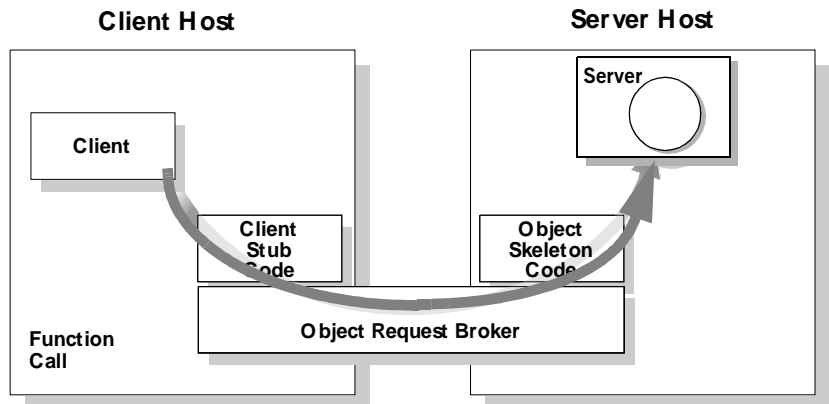 Client Host
Server Host
Server
Client
Client
Stub
Code
Object
Skeleton
Code
Object Request Broker
Function
Call